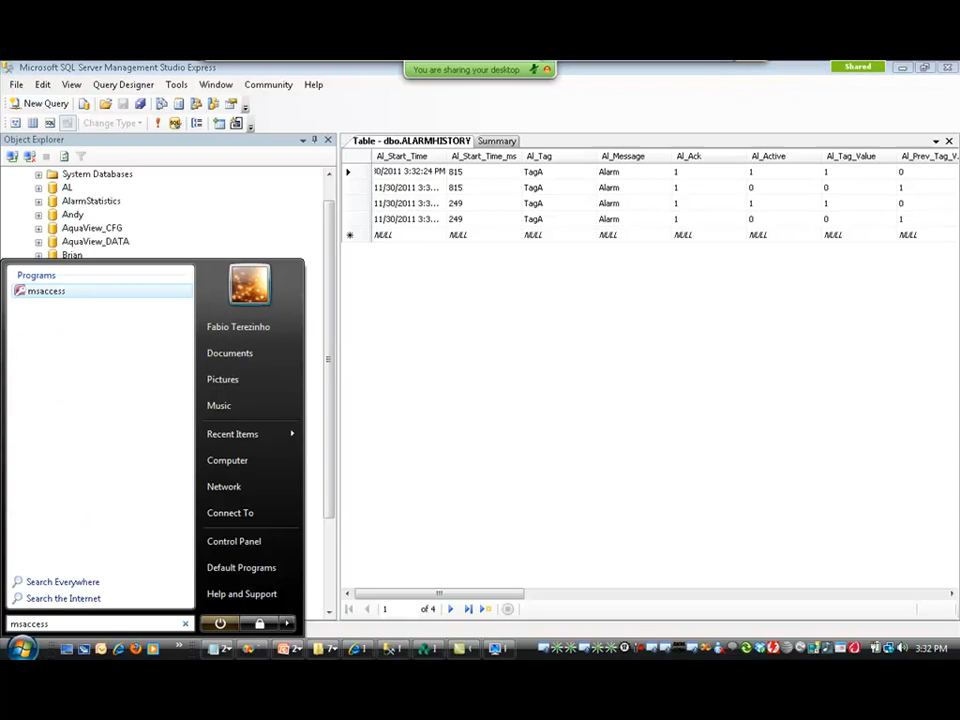 Microsoft SQL Server Management Studio Express
You are sharing your desktop
Shared
File Edit View Query Designer Tools Window Community Help
New Query
Change Type
Object Explorer
Table - dbo.ALARMHISTORY Summary
Al_Start_Time Al_Start_Time_ms Al_Tag Al_Message Al_Ack Al_Active Al_Tag_Value Al_Prev_Tag_V...
30/2011 3:32:24 PM 815 TagA Alarm 1 1 1 0
11/30/2011 3:3... 815 TagA Alarm 1 0 0 1
11/30/2011 3:3... 249 TagA Alarm 1 1 1 0
11/30/2011 3:3... 249 TagA Alarm 1 0 0 1
NULL NULL NULL NULL NULL NULL NULL NULL
System Databases
AL
AlarmStatistics
Andy
AquaView_CFG
AquaView_DATA
Brian
Programs
msaccess
Fabio Terezinho
Documents
Pictures
Music
Recent Items
Computer
Network
Connect To
Control Panel
Default Programs
Help and Support
Search Everywhere
Search the Internet
msaccess
1 of 4
3:32 PM